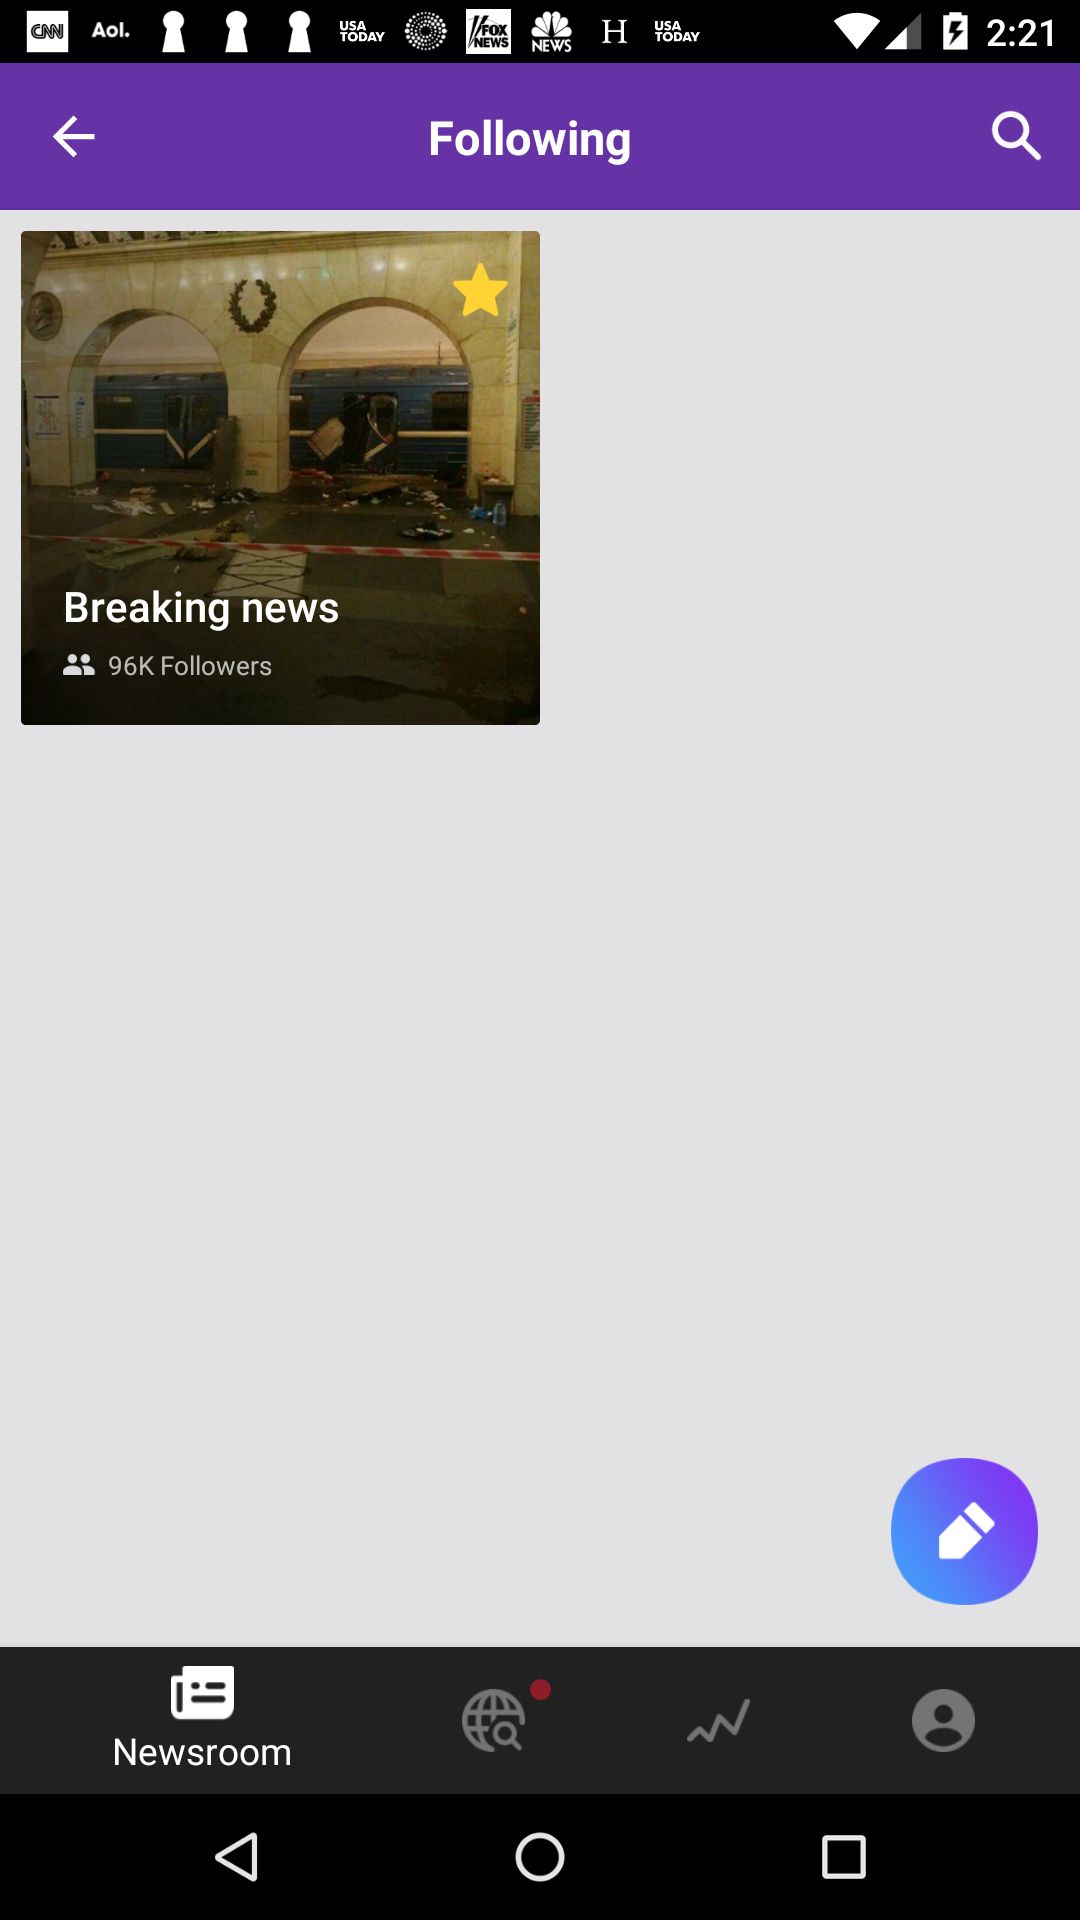 CNN
Aol.
USA
TODAY
FOX
NEWS
NEWS
H
USA
TODAY
2:21
Following
Breaking news
96K Followers
Newsroom